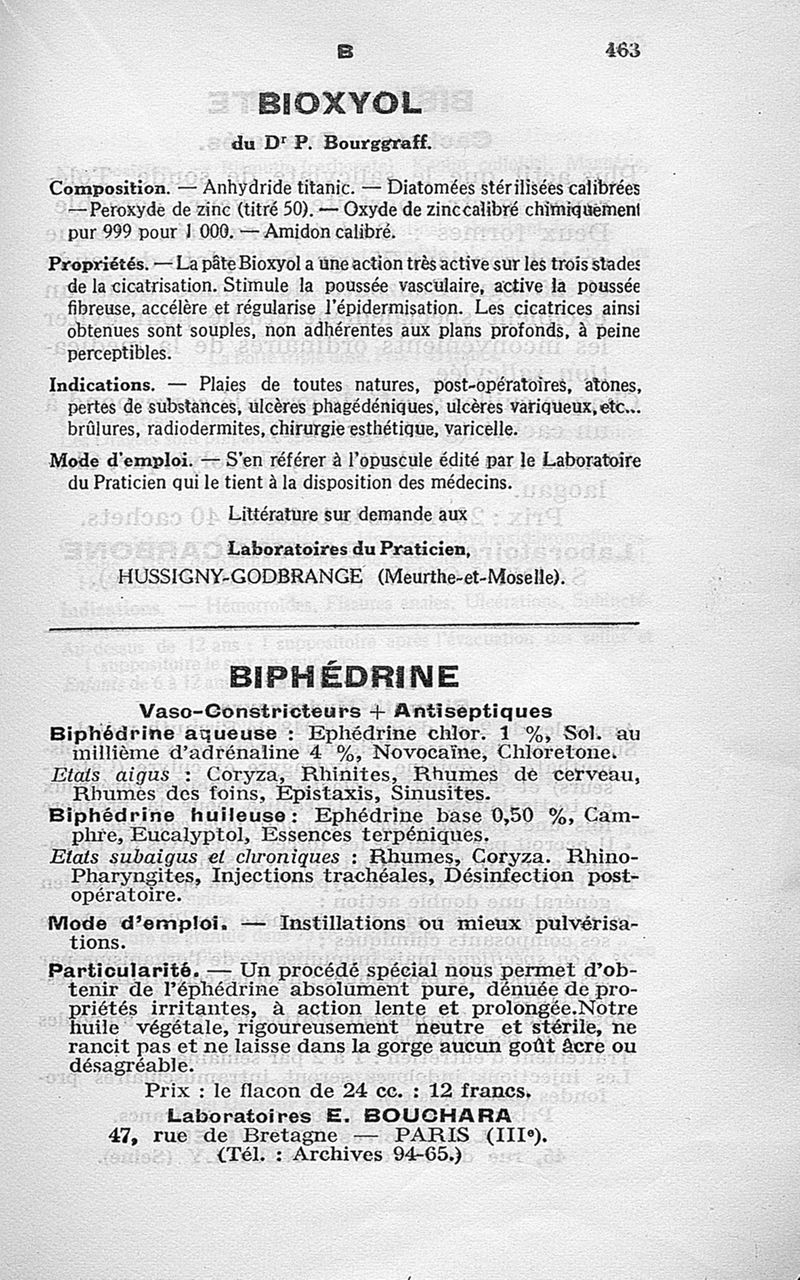 B
463
BIOXYOL
du Dr P. Bourggraff.
Composition. — Anhydride titanic. — Diatomées stérilisées calibrées
— Peroxyde de zinc (titré 50). — Oxyde de zinc calibré chimiquement
pur 999 pour 1 000. — Amidon calibré.
Propriétés. — La pâte Bioxyol a une action très active sur les trois stades
de la cicatrisation. Stimule la poussée vasculaire, active la poussée
fibreuse, accélère et régularise l'épidermisation. Les cicatrices ainsi
obtenues sont souples, non adhérentes aux plans profonds, à peine
perceptibles.
Indications. — Plaies de toutes natures, post-opératoires, atones,
pertes de substances, ulcères phagédéniques, ulcères variqueux, etc...
brûlures, radiodermites, chirurgie esthétique, varicelle.
Mode d'emploi. — S'en référer à l'opuscule édité par le Laboratoire
du Praticien qui le tient à la disposition des médecins.
Littérature sur demande aux
Laboratoires du Praticien,
HUSSIGNY-GODBRANGE (Meurthe-et-Moselle).
BIPHÉDRINE
Vaso-Constricteurs + Antiseptiques
Biphédrine aqueuse : Ephédrine chlor. 1 %, Sol. au
millième d'adrénaline 4 %, Novocaïne, Chloretone.
Etats aigus : Coryza, Rhinites, Rhumes de cerveau,
Rhumes des foins, Epistaxis, Sinusites.
Biphédrine huileuse : Ephédrine base 0,50 %, Cam-
phre, Eucalyptol, Essences terpéniques.
Etats subaigus et chroniques : Rhumes, Coryza. Rhino-
Pharyngites, Injections trachéales, Désinfection post-
opératoire.
Mode d'emploi. — Instillations ou mieux pulvérisa-
tions.
Particularité. — Un procédé spécial nous permet d'ob-
tenir de l'éphédrine absolument pure, dénuée de pro-
priétés irritantes, à action lente et prolongée. Notre
huile végétale, rigoureusement neutre et stérile, ne
rancit pas et ne laisse dans la gorge aucun goût âcre ou
désagréable.
Prix : le flacon de 24 cc. : 12 francs.
Laboratoires E. BOUCHARA
47, rue de Bretagne — PARIS (IIIe).
(Tél. : Archives 94-65.)